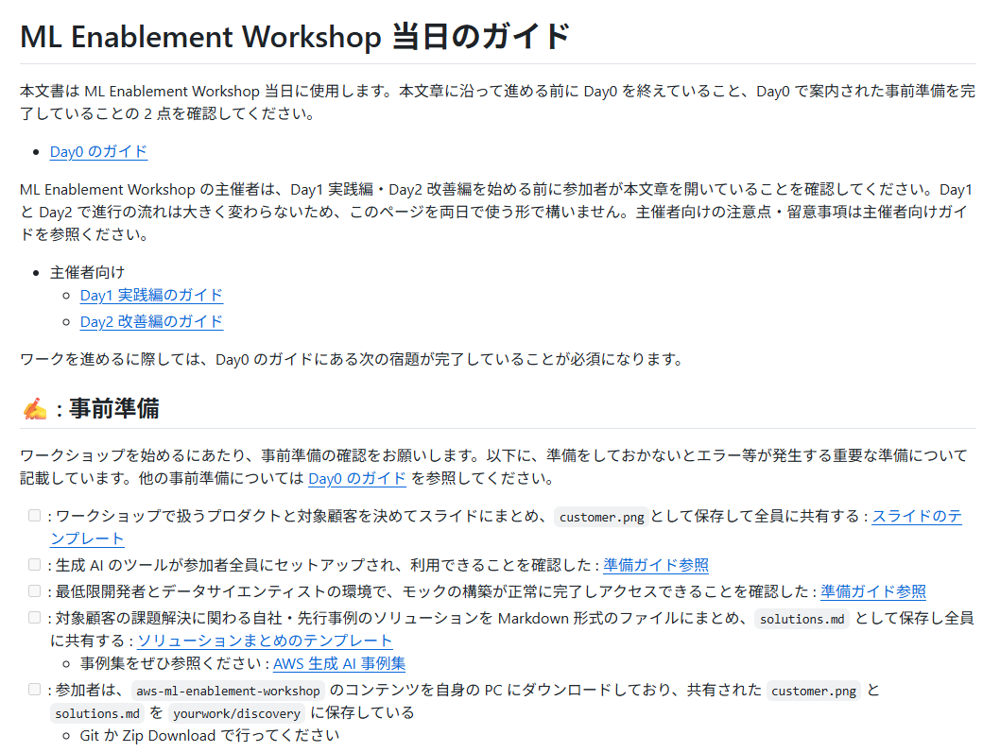 ML Enablement Workshop 当日のガイド
本文書は ML Enablement Workshop 当日に使用します。本文章に沿って進める前に Day0 を終えていること、Day0 で案内された事前準備を完
了していることの 2 点を確認してください。
Day0 のガイド
ML Enablement Workshop の主催者は、Day1 実践編・Day2 改善編を始める前に参加者が本文章を開いていることを確認してください。Day1
と Day2 で進行の流れは大きく変わらないため、このページを両日で使う形で構いません。主催者向けの注意点・留意事項は主催者向けガイ
ドを参照ください。
主催者向け
Day1 実践編のガイド
Day2 改善編のガイド
ワークを進めるに際しては、Day0 のガイドにある次の宿題が完了していることが必須になります。
✍️ : 事前準備
ワークショップを始めるにあたり、事前準備の確認をお願いします。以下に、準備をしておかないとエラー等が発生する重要な準備について
記載しています。他の事前準備については Day0 のガイド を参照してください。
: ワークショップで扱うプロダクトと対象顧客を決めてスライドにまとめ、 customer.png として保存して全員に共有する : スライドのテ
ンプレート
: 生成 AI のツールが参加者全員にセットアップされ、利用できることを確認した : 準備ガイド参照
: 最低限開発者とデータサイエンティストの環境で、モックの構築が正常に完了しアクセスできることを確認した : 準備ガイド参照
: 対象顧客の課題解決に関わる自社・先行事例のソリューションを Markdown 形式のファイルにまとめ、 solutions.md として保存し全員
に共有する : ソリューションまとめのテンプレート
事例集をぜひ参照ください : AWS 生成 AI 事例集
: 参加者は、 aws-ml-enablement-workshop のコンテンツを自身の PC にダウンロードしており、共有された customer.png と
solutions.md を yourwork/discovery に保存している
Git か Zip Download で行ってください